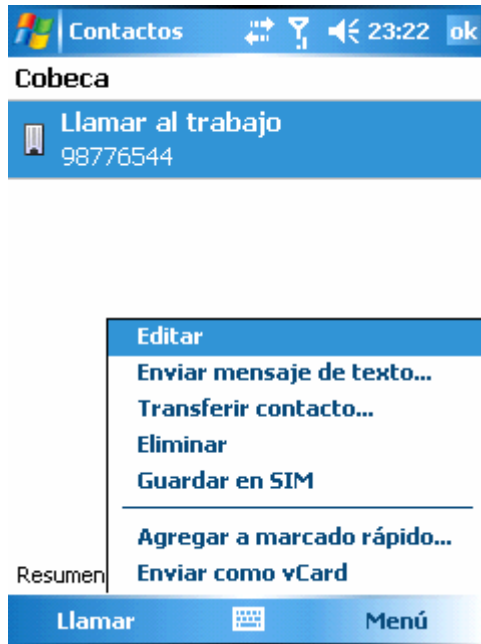 Contactos 23:22 ok
Cobeca
Llamar al trabajo
98776544
Editar
Enviar mensaje de texto...
Transferir contacto...
Eliminar
Guardar en SIM
Agregar a marcado rápido...
Enviar como vCard
Resumen
Llamar Menú